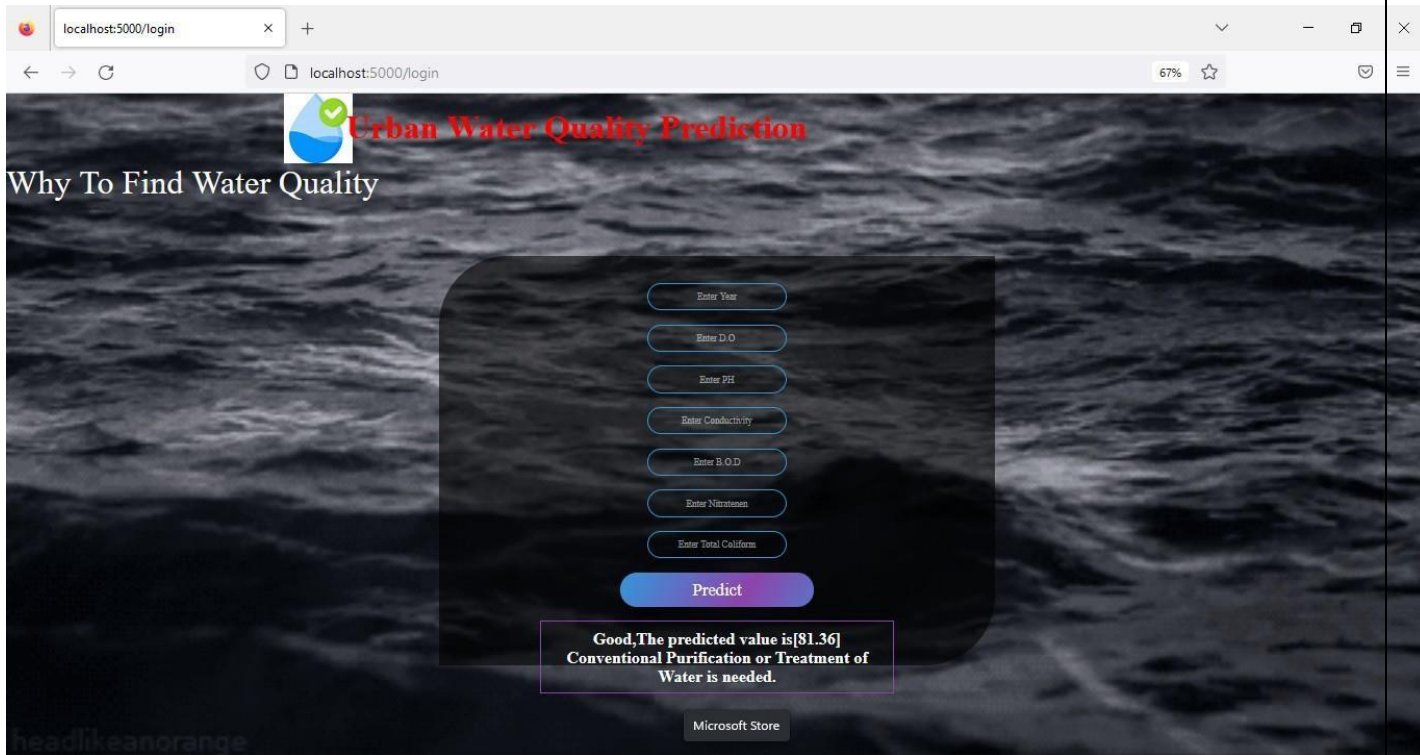 localhost:5000/login
localhost:5000/login
67%
Urban Water Quality Prediction
Why To Find Water Quality
Enter Year
Enter D.O
Enter PH
Enter Conductivity
Enter B.O.D
Enter Nitratenen
Enter Total Coliform
Predict
Good,The predicted value is[81.36]
Conventional Purification or Treatment of
Water is needed.
Microsoft Store
headlikeanorange